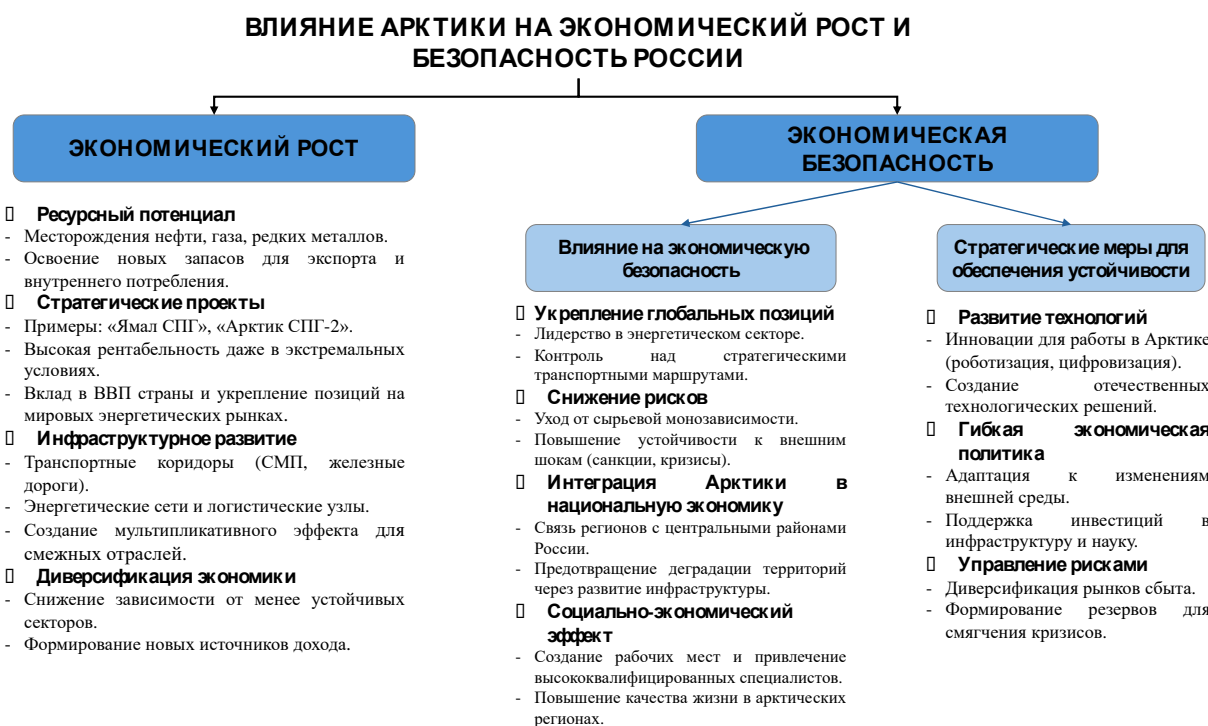 ВЛИЯНИЕ АРКТИКИ НА ЭКОНОМИЧЕСКИЙ РОСТ И
БЕЗОПАСНОСТЬ РОССИИ
ЭКОНОМИЧЕСКИЙ РОСТ
Ресурсный потенциал
- Месторождения нефти, газа, редких металлов.
- Освоение новых запасов для экспорта и
внутреннего потребления.
Стратегические проекты
- Примеры: «Ямал СПГ», «Арктик СПГ-2».
- Высокая рентабельность даже в экстремальных
условиях.
- Вклад в ВВП страны и укрепление позиций на
мировых энергетических рынках.
Инфраструктурное развитие
- Транспортные коридоры (СМП, железные
дороги).
- Энергетические сети и логистические узлы.
- Создание мультипликативного эффекта для
смежных отраслей.
Диверсификация экономики
- Снижение зависимости от менее устойчивых
секторов.
- Формирование новых источников дохода.
ЭКОНОМИЧЕСКАЯ
БЕЗОПАСНОСТЬ
Влияние на экономическую
безопасность
Укрепление глобальных позиций
- Лидерство в энергетическом секторе.
- Контроль над стратегическими
транспортными маршрутами.
Снижение рисков
- Уход от сырьевой монозависимости.
- Повышение устойчивости к внешним
шокам (санкции, кризисы).
Интеграция Арктики в
национальную экономику
- Связь регионов с центральными районами
России.
- Предотвращение деградации территорий
через развитие инфраструктуры.
Социально-экономический
эффект
- Создание рабочих мест и привлечение
высококвалифицированных специалистов.
- Повышение качества жизни в арктических
регионах.
Стратегические меры для
обеспечения устойчивости
Развитие технологий
- Инновации для работы в Арктике
(роботизация, цифровизация).
- Создание отечественных
технологических решений.
Гибкая экономическая
политика
- Адаптация к изменениям
внешней среды.
- Поддержка инвестиций в
инфраструктуру и науку.
Управление рисками
- Диверсификация рынков сбыта.
- Формирование резервов для
смягчения кризисов.